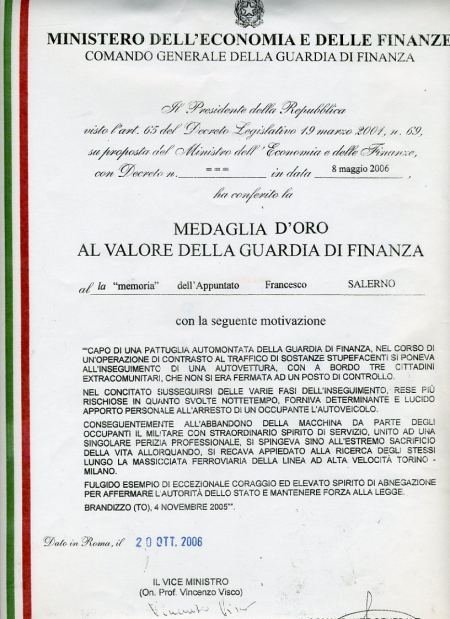 MINISTERO DELL'ECONOMIA E DELLE FINANZE
COMANDO GENERALE DELLA GUARDIA DI FINANZA
Il Presidente della Repubblica
visto l'art. 65 del Decreto Legislativo 19 marzo 2001, n. 69,
su proposta del Ministro dell'Economia e delle Finanze,
con Decreto n. === in data 8 maggio 2006,
ha conferito la
MEDAGLIA D'ORO
AL VALORE DELLA GUARDIA DI FINANZA
al la "memoria" dell'Appuntato Francesco SALERNO
con la seguente motivazione
"CAPO DI UNA PATTUGLIA AUTOMONTATA DELLA GUARDIA DI FINANZA, NEL CORSO DI
UN'OPERAZIONE DI CONTRASTO AL TRAFFICO DI SOSTANZE STUPEFACENTI SI PONEVA
ALL'INSEGUIMENTO DI UNA AUTOVETTURA, CON A BORDO TRE CITTADINI
EXTRACOMUNITARI, CHE NON SI ERA FERMATA AD UN POSTO DI CONTROLLO.
NEL CONCITATO SUSSEGUIRSI DELLE VARIE FASI DELL'INSEGUIMENTO, RESE PIÙ
RISCHIOSE IN QUANTO SVOLTE NOTTETEMPO, FORNIVA DETERMINANTE E LUCIDO
APPORTO PERSONALE ALL'ARRESTO DI UN OCCUPANTE L'AUTOVEICOLO.
CONSEGUENTEMENTE ALL'ABBANDONO DELLA MACCHINA DA PARTE DEGLI
OCCUPANTI IL MILITARE CON STRAORDINARIO SPIRITO DI SERVIZIO, UNITO AD UNA
SINGOLARE PERIZIA PROFESSIONALE, SI SPINGEVA SINO ALL'ESTREMO SACRIFICIO
DELLA VITA ALLORQUANDO, SI RECAVA APPIEDATO ALLA RICERCA DEGLI STESSI
LUNGO LA MASSICCIATA FERROVIARIA DELLA LINEA AD ALTA VELOCITÀ TORINO -
MILANO.
FULGIDO ESEMPIO DI ECCEZIONALE CORAGGIO ED ELEVATO SPIRITO DI ABNEGAZIONE
PER AFFERMARE L'AUTORITÀ DELLO STATO E MANTENERE FORZA ALLA LEGGE.
BRANDIZZO (TO), 4 NOVEMBRE 2005"
Dato in Roma, il 20 OTT. 2006
IL VICE MINISTRO
(On. Prof. Vincenzo Visco)
Vincenzo Visco